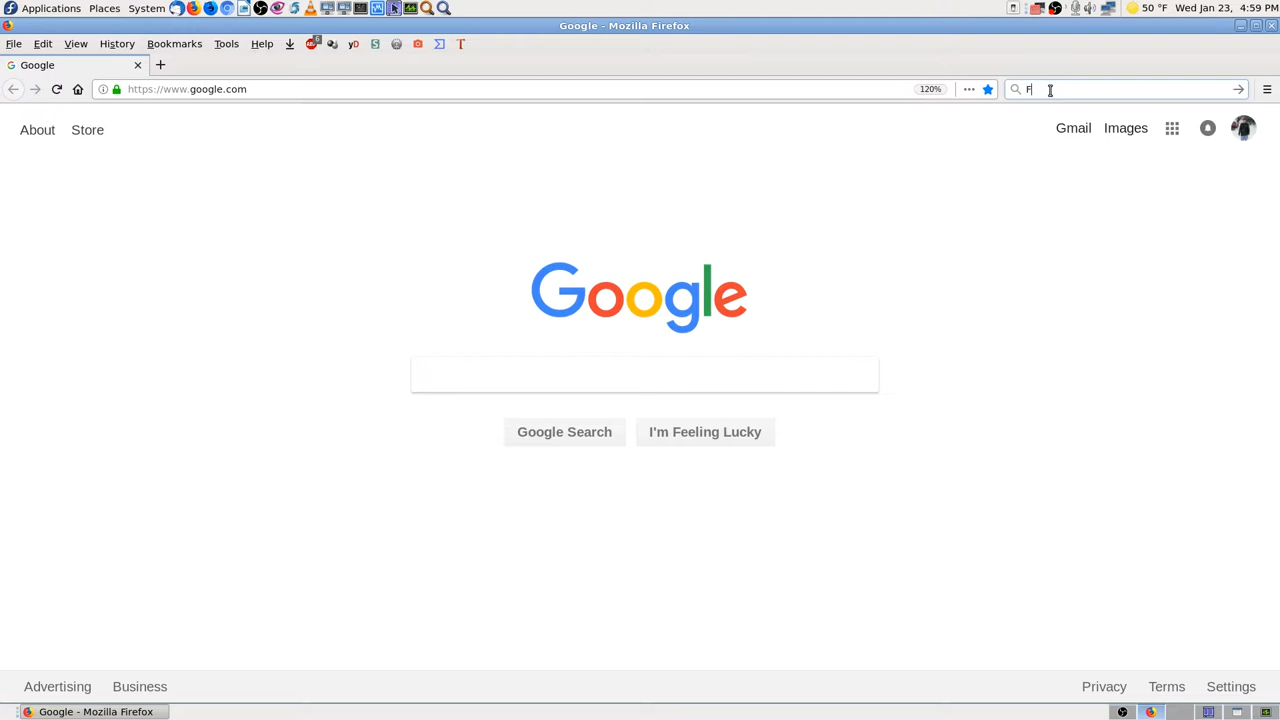 Applications Places System 50 °F Wed Jan 23, 4:59 PM
Google - Mozilla Firefox
File Edit View History Bookmarks Tools Help 6 yD S T
G Google
https://www.google.com 120% F
About Store Gmail Images
Google
Google Search I'm Feeling Lucky
Advertising Business Privacy Terms Settings
Google - Mozilla Firefox